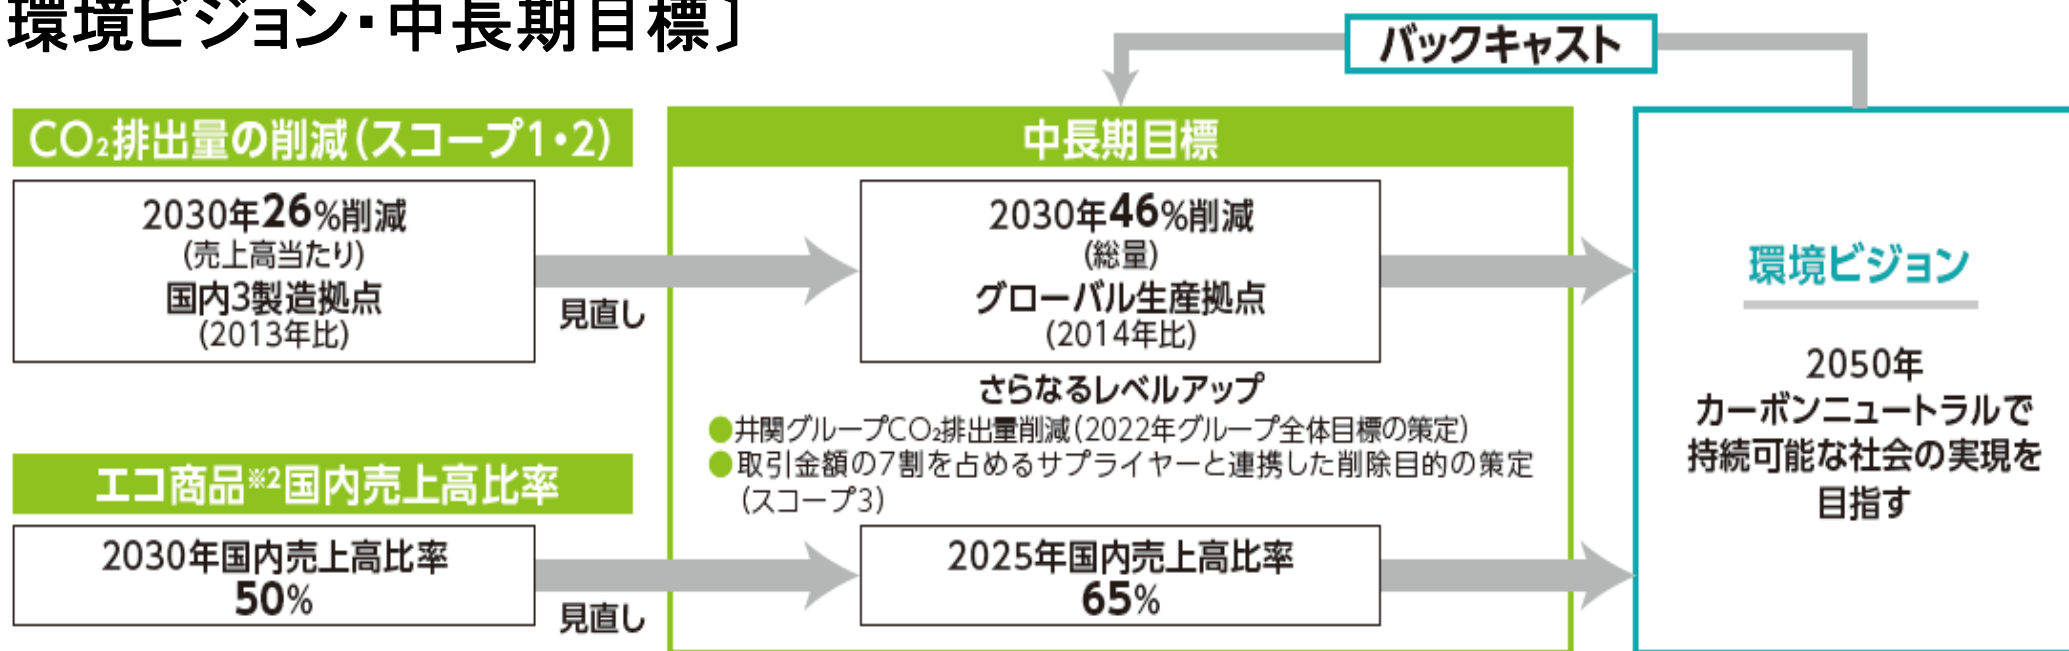 環境ビジョン・中長期目標〕
バックキャスト
CO₂排出量の削減（スコープ1・2）
2030年26%削減
（売上高当たり）
国内3製造拠点
（2013年比）
見直し
中長期目標
2030年46%削減
（総量）
グローバル生産拠点
（2014年比）
さらなるレベルアップ
●井関グループCO₂排出量削減（2022年グループ全体目標の策定）
●取引金額の7割を占めるサプライヤーと連携した削除目的の策定
（スコープ3）
エコ商品※2国内売上高比率
2030年国内売上高比率
50%
見直し
2025年国内売上高比率
65%
環境ビジョン
2050年
カーボンニュートラルで
持続可能な社会の実現を
目指す